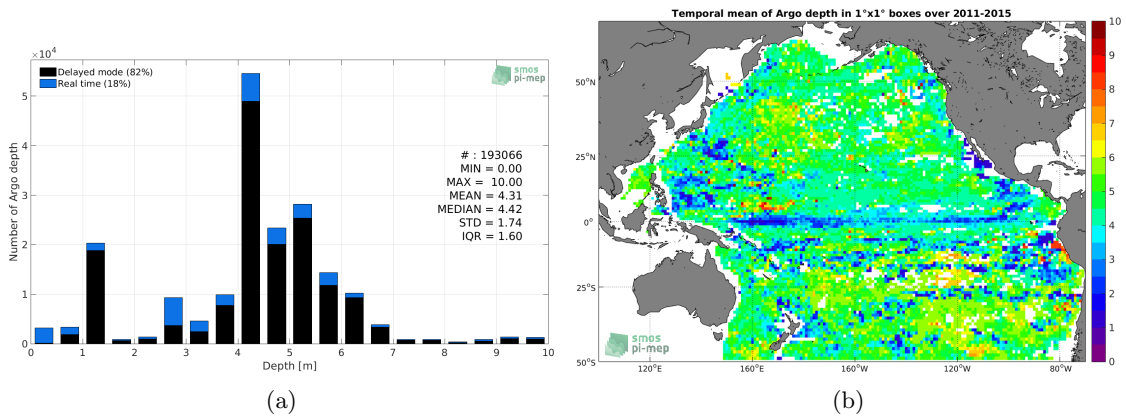 ×10⁴
Number of Argo depth
5
4
3
2
1
0
0 1 2 3 4 5 6 7 8 9 10
Depth [m]
Delayed mode (82%)
Real time (18%)
smos
pi-mep
# : 193066
MIN = 0.00
MAX = 10.00
MEAN = 4.31
MEDIAN = 4.42
STD = 1.74
IQR = 1.60
(a)
Temporal mean of Argo depth in 1°x1° boxes over 2011-2015
50°N
25°N
0°
25°S
50°S
120°E 160°E 160°W 120°W 80°W
smos
pi-mep
10
9
8
7
6
5
4
3
2
1
0
(b)